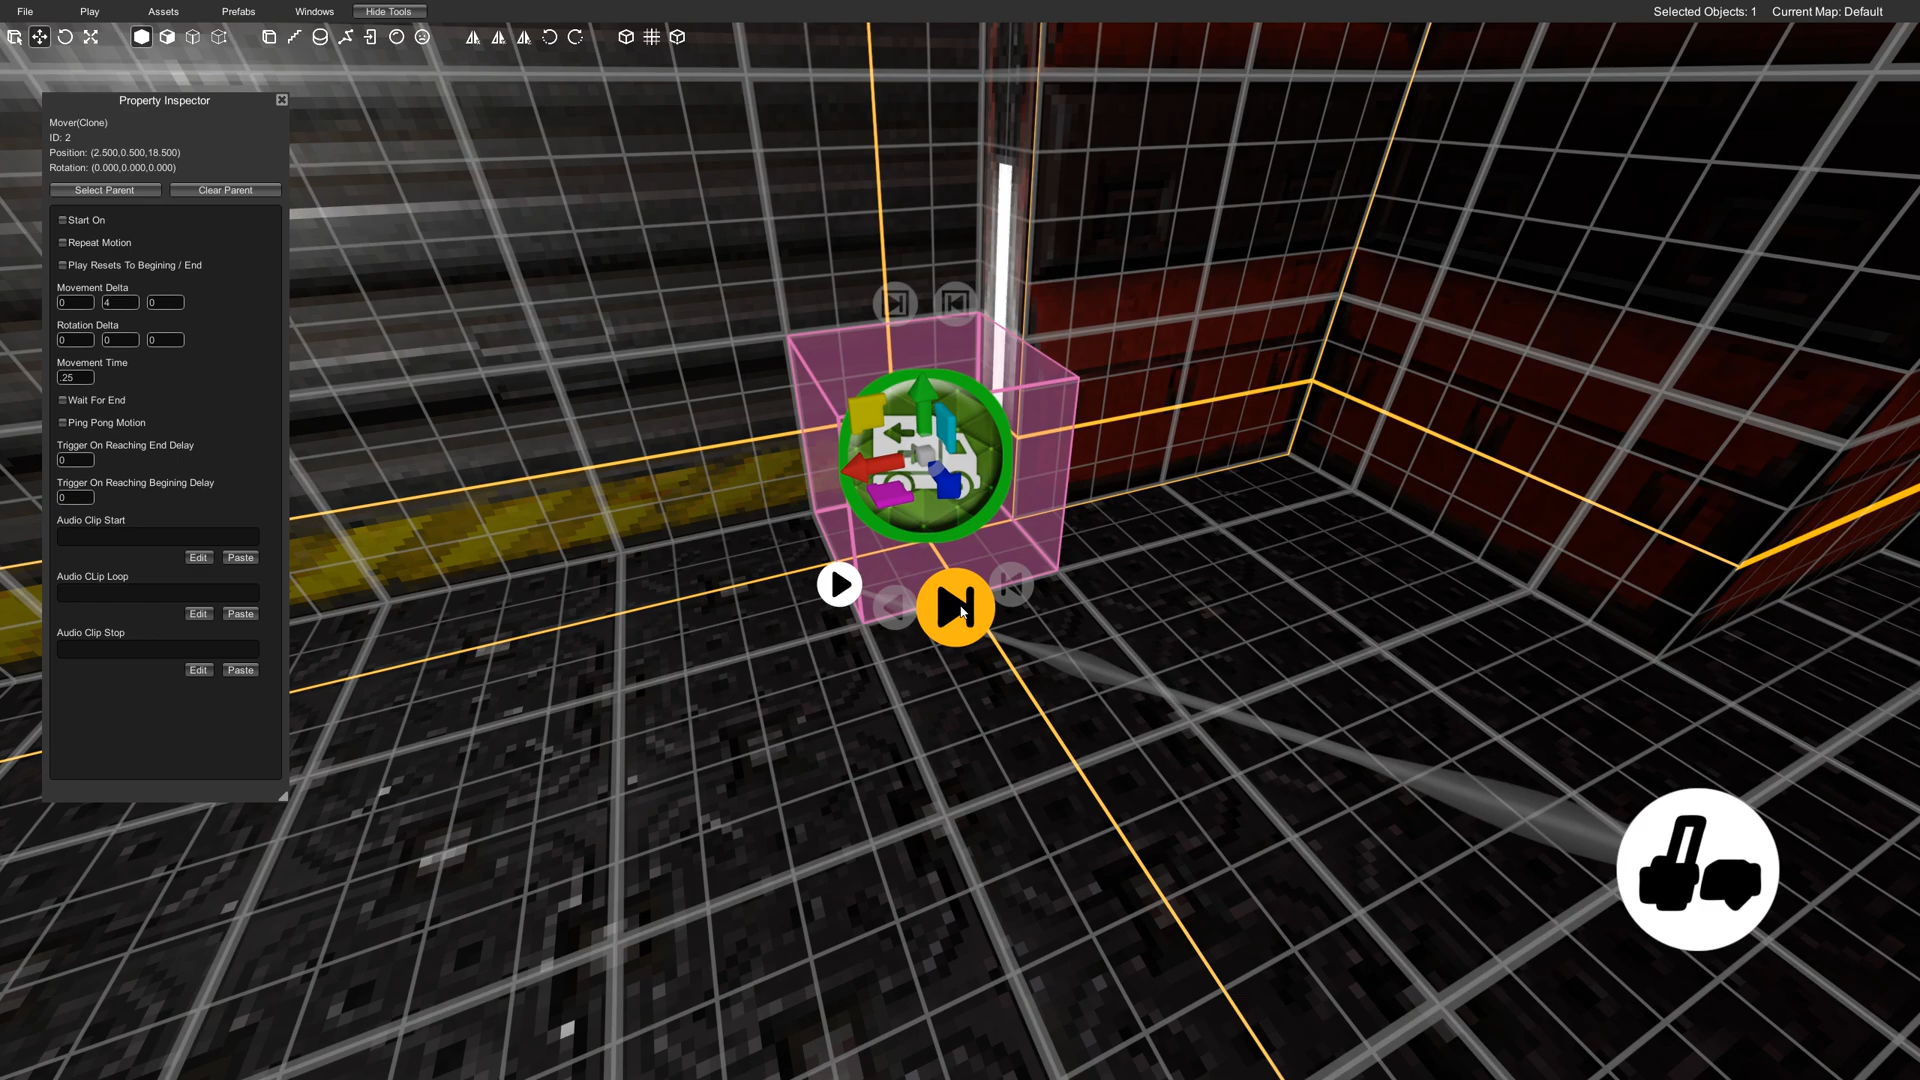 File Play Assets Prefabs Windows Hide Tools Selected Objects: 1 Current Map: Default
Property Inspector
Mover(Clone)
ID: 2
Position: (2.500,0.500,18.500)
Rotation: (0.000,0.000,0.000)
Select Parent Clear Parent
Start On
Repeat Motion
Play Resets To Begining / End
Movement Delta
0 4 0
Rotation Delta
0 0 0
Movement Time
.25
Wait For End
Ping Pong Motion
Trigger On Reaching End Delay
0
Trigger On Reaching Begining Delay
0
Audio Clip Start
Edit Paste
Audio CLip Loop
Edit Paste
Audio Clip Stop
Edit Paste